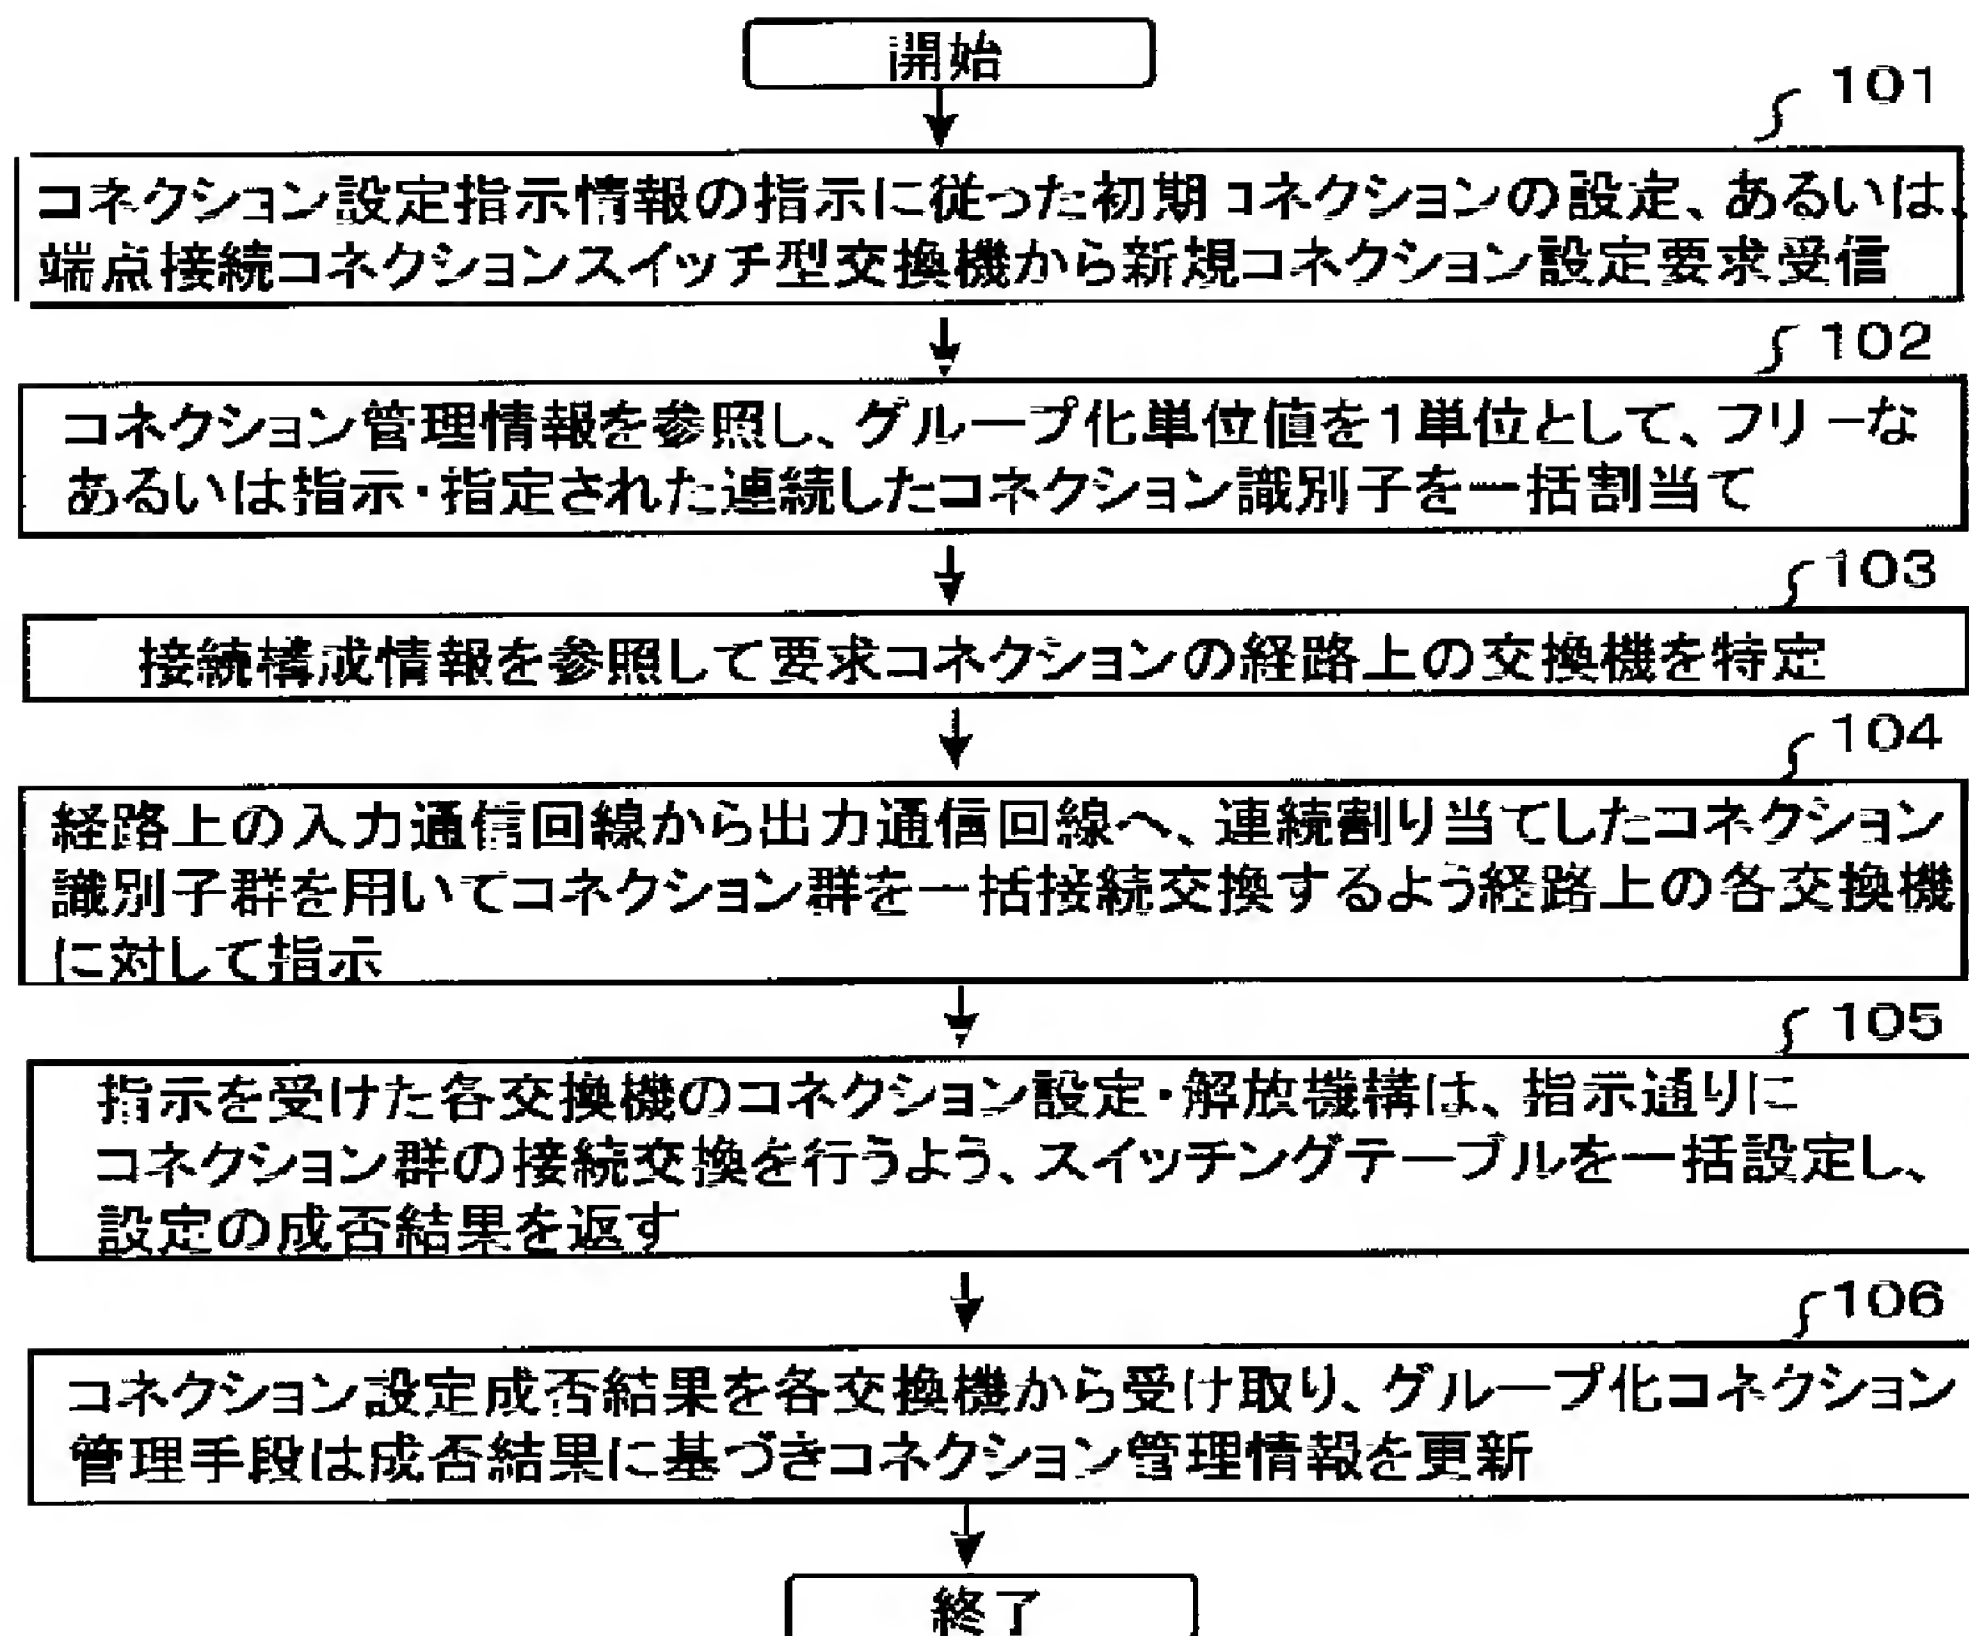 開始
101
コネクション設定指示情報の指示に従った初期コネクションの設定、あるいは、
端点接続コネクションスイッチ型交換機から新規コネクション設定要求受信
102
コネクション管理情報を参照し、グループ化単位値を1単位として、フリーな
あるいは指示・指定された連続したコネクション識別子を一括割当て
103
接続構成情報を参照して要求コネクションの経路上の交換機を特定
104
経路上の入力通信回線から出力通信回線へ、連続割り当てしたコネクション
識別子群を用いてコネクション群を一括接続交換するよう経路上の各交換機
に対して指示
105
指示を受けた各交換機のコネクション設定・解放機構は、指示通りに
コネクション群の接続交換を行うよう、スイッチングテーブルを一括設定し、
設定の成否結果を返す
106
コネクション設定成否結果を各交換機から受け取り、グループ化コネクション
管理手段は成否結果に基づきコネクション管理情報を更新
終了